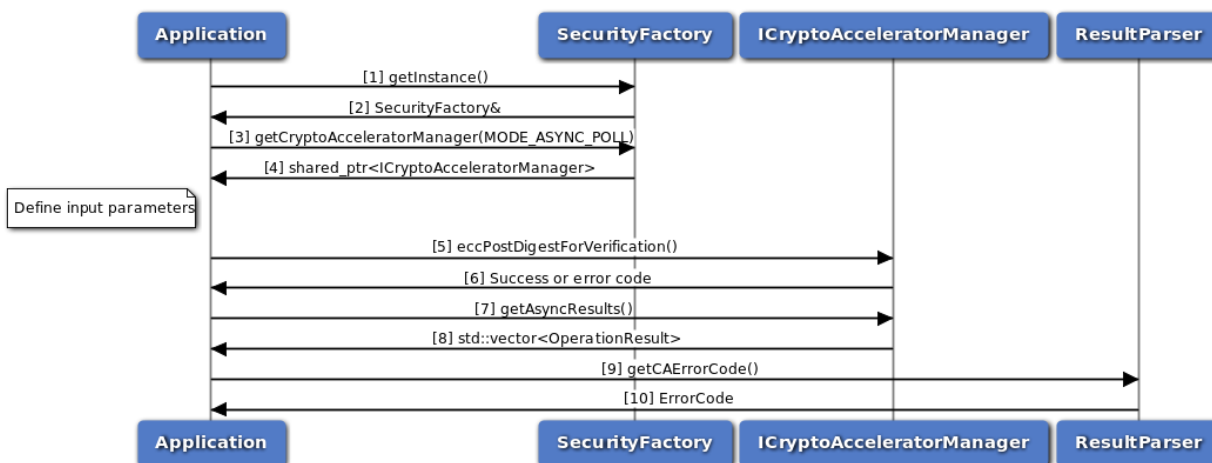 Application SecurityFactory ICryptoAcceleratorManager ResultParser
[1] getInstance()
[2] SecurityFactory&
[3] getCryptoAcceleratorManager(MODE_ASYNC_POLL)
[4] shared_ptr<ICryptoAcceleratorManager>
Define input parameters
[5] eccPostDigestForVerification()
[6] Success or error code
[7] getAsyncResults()
[8] std::vector<OperationResult>
[9] getCAErrorCode()
[10] ErrorCode
Application SecurityFactory ICryptoAcceleratorManager ResultParser